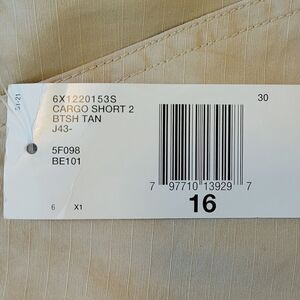 6X1220153S
30
CARGO SHORT 2
BTSH TAN
J43-
5F098
BE101
7 97710 13929 7
6 X1
16